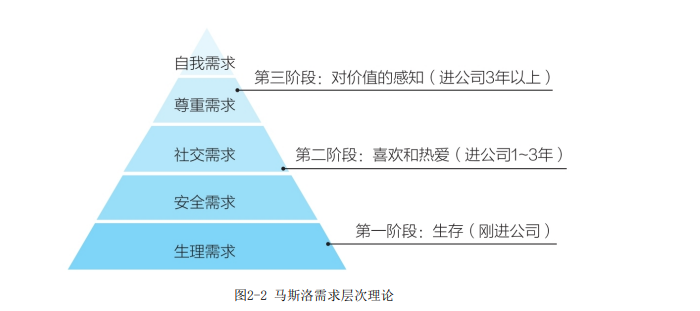 自我需求
第三阶段：对价值的感知（进公司3年以上）
尊重需求
社交需求
第二阶段：喜欢和热爱（进公司1~3年）
安全需求
第一阶段：生存（刚进公司）
生理需求
图2-2 马斯洛需求层次理论